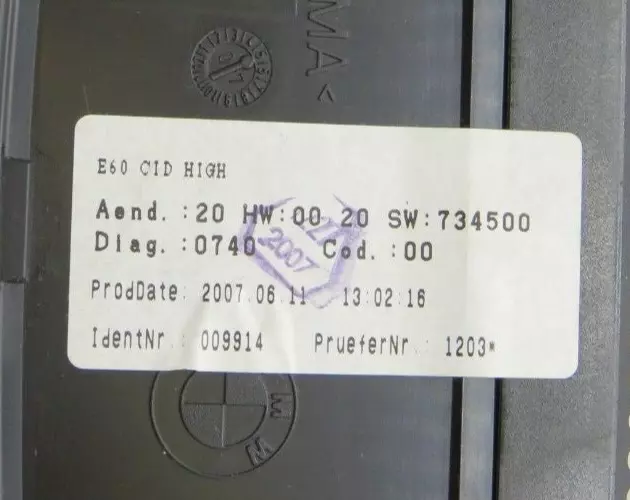 MA<
E60 CID HIGH
Aend. :20 HW:00 20 SW:734500
Diag. :0740 Cod. :00
2007
ProdDate: 2007.06.11 13:02:16
IdentNr.: 009914 PrueferNr.: 1203*
M W